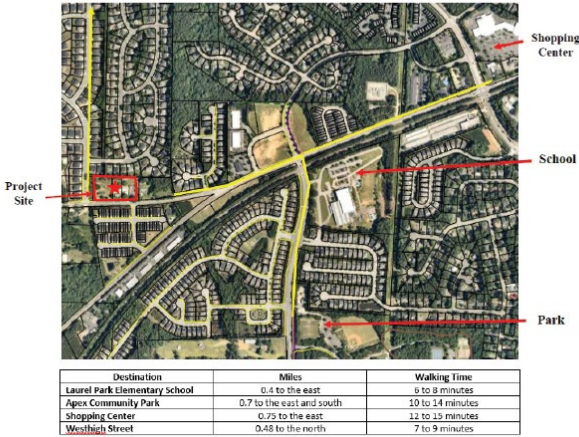 Shopping
Center
School
Project
Site
Park
Destination Miles Walking Time
Laurel Park Elementary School 0.4 to the east 6 to 8 minutes
Apex Community Park 0.7 to the east and south 10 to 14 minutes
Shopping Center 0.75 to the east 12 to 15 minutes
Westhigh Street 0.48 to the north 7 to 9 minutes